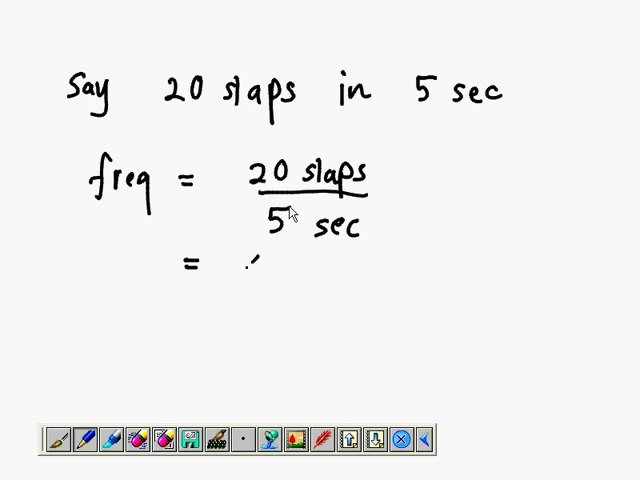 Say 20 slaps in 5 sec
freq = 20 slaps
5 sec
=